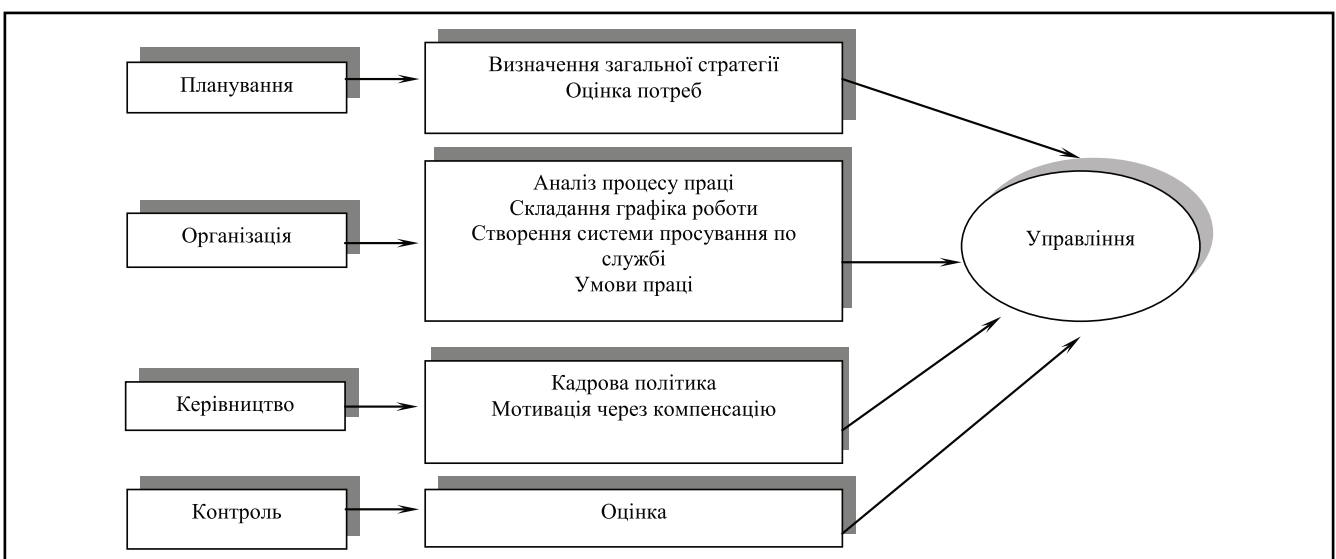 Планування
Визначення загальної стратегії
Оцінка потреб
Організація
Аналіз процесу праці
Складання графіка роботи
Створення системи просування по
службі
Умови праці
Управління
Керівництво
Кадрова політика
Мотивація через компенсацію
Контроль
Оцінка